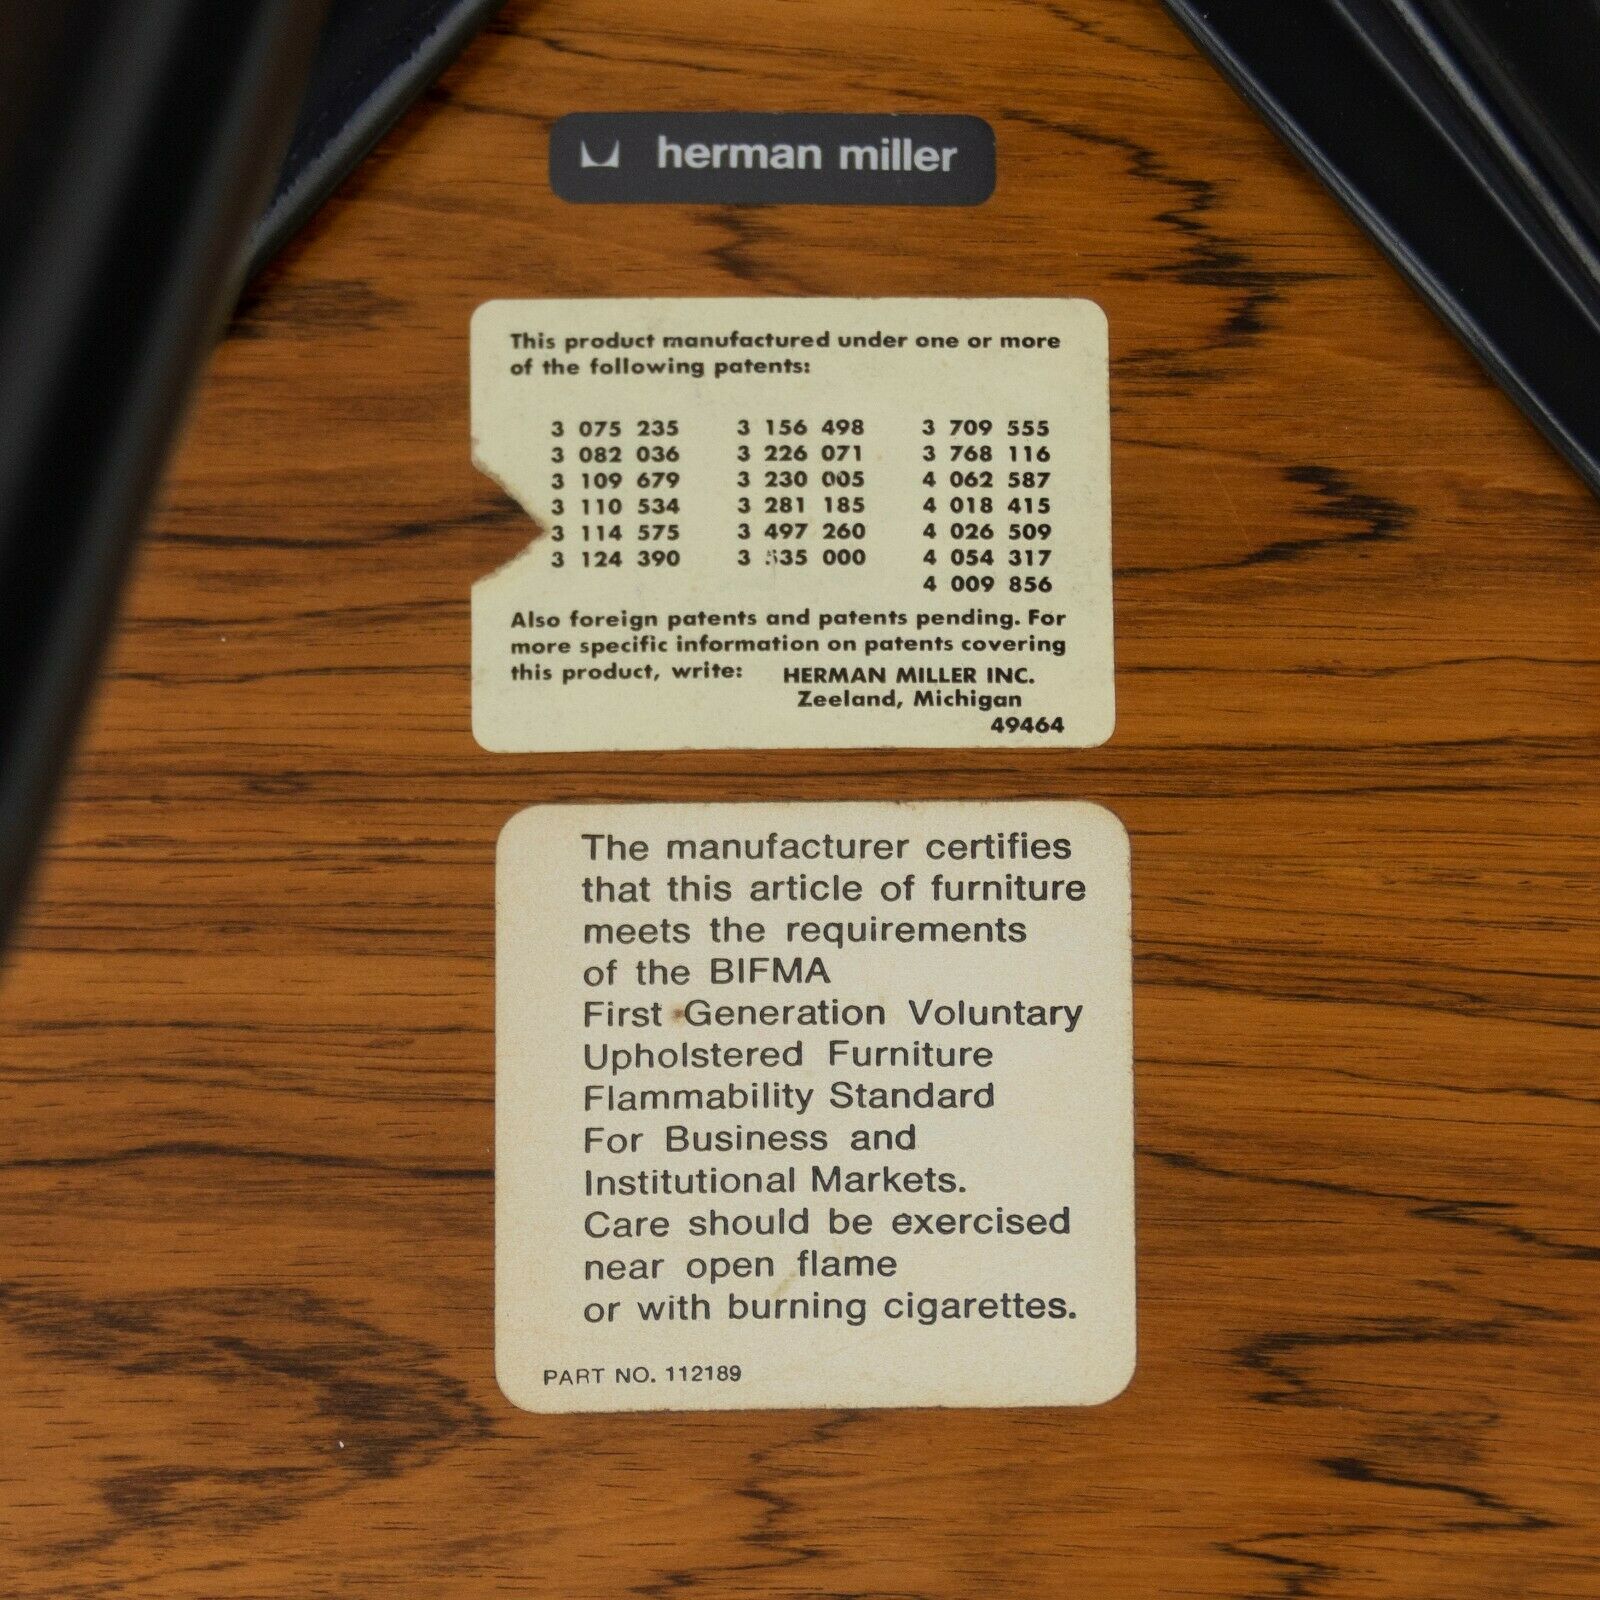 herman miller
This product manufactured under one or more
of the following patents:
3 075 235 3 156 498 3 709 555
3 082 036 3 226 071 3 768 116
3 109 679 3 230 005 4 062 587
3 110 534 3 281 185 4 018 415
3 114 575 3 497 260 4 026 509
3 124 390 3 535 000 4 054 317
4 009 856
Also foreign patents and patents pending. For
more specific information on patents covering
this product, write: HERMAN MILLER INC.
Zeeland, Michigan
49464
The manufacturer certifies
that this article of furniture
meets the requirements
of the BIFMA
First Generation Voluntary
Upholstered Furniture
Flammability Standard
For Business and
Institutional Markets.
Care should be exercised
near open flame
or with burning cigarettes.
PART NO. 112189